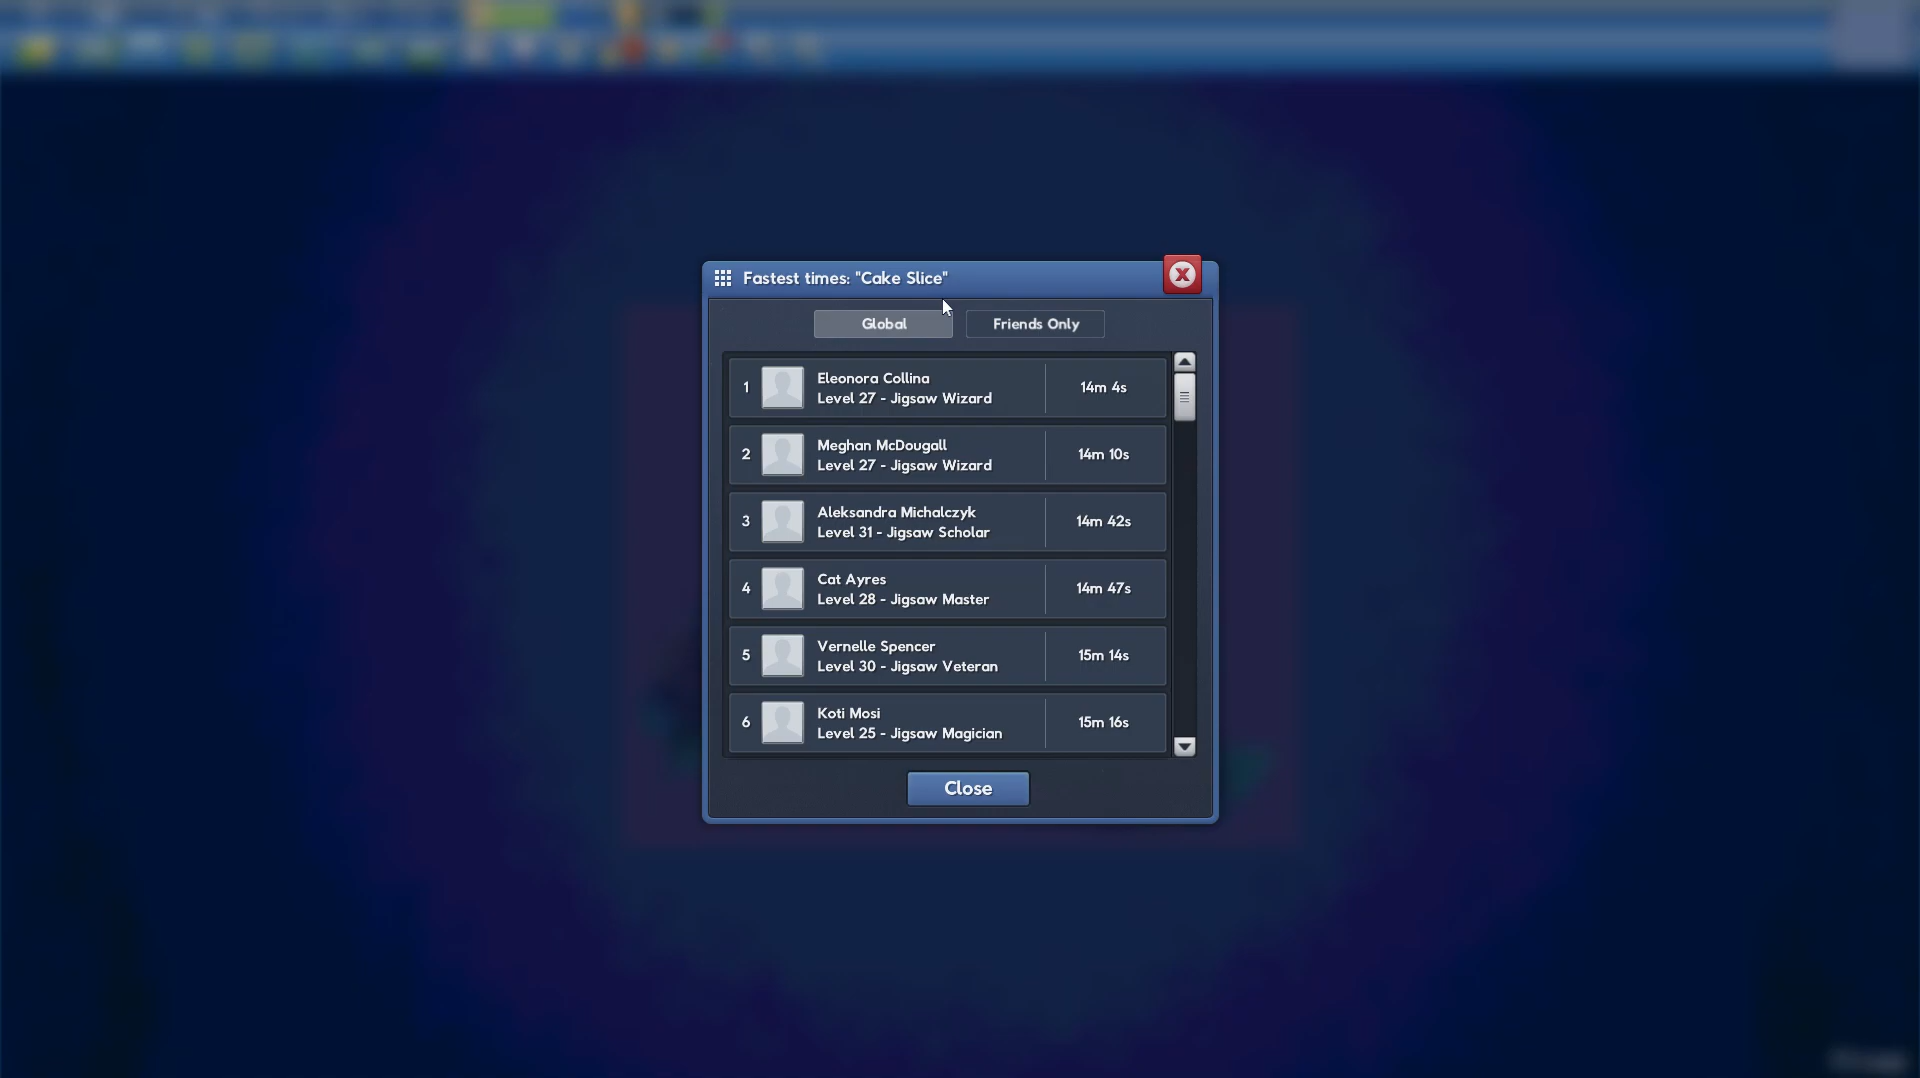 Fastest times: "Cake Slice"
Global
Friends Only
1
Eleonora Collina
Level 27 - Jigsaw Wizard
14m 4s
2
Meghan McDougall
Level 27 - Jigsaw Wizard
14m 10s
3
Aleksandra Michalczyk
Level 31 - Jigsaw Scholar
14m 42s
4
Cat Ayres
Level 28 - Jigsaw Master
14m 47s
5
Vernelle Spencer
Level 30 - Jigsaw Veteran
15m 14s
6
Koti Mosi
Level 25 - Jigsaw Magician
15m 16s
Close